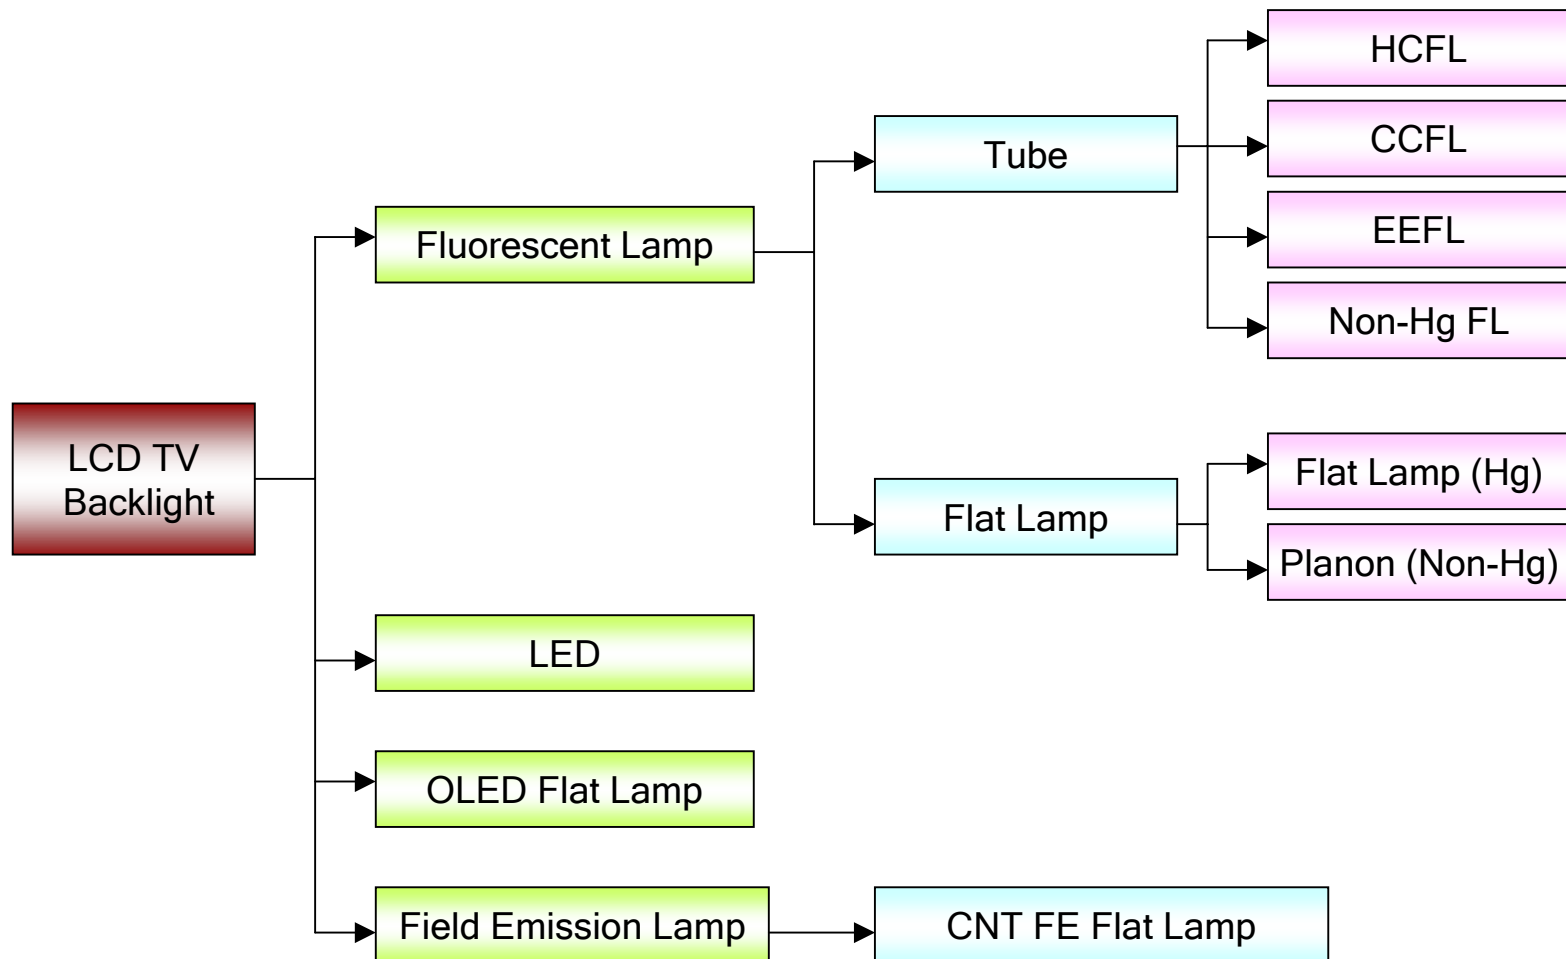 HCFL
CCFL
EEFL
Non-Hg FL
Tube
Fluorescent Lamp
LCD TV
Backlight
Flat Lamp
Flat Lamp (Hg)
Planon (Non-Hg)
LED
OLED Flat Lamp
Field Emission Lamp
CNT FE Flat Lamp